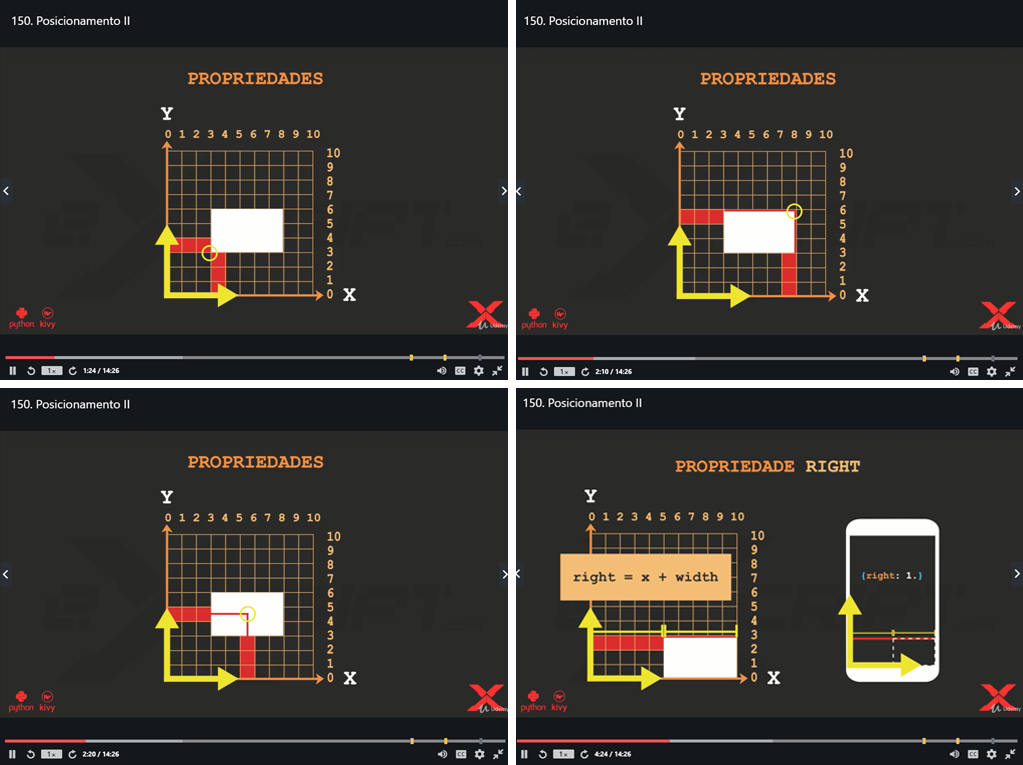 150. Posicionamento II
PROPRIEDADES
Y
0 1 2 3 4 5 6 7 8 9 10
10
9
8
7
6
5
4
3
2
1
0
X
python kivy
Udemy
1x
1:24 / 14:26
CC
150. Posicionamento II
PROPRIEDADES
Y
0 1 2 3 4 5 6 7 8 9 10
10
9
8
7
6
5
4
3
2
1
0
X
python kivy
Udemy
1x
2:10 / 14:26
CC
150. Posicionamento II
PROPRIEDADES
Y
0 1 2 3 4 5 6 7 8 9 10
10
9
8
7
6
5
4
3
2
1
0
X
python kivy
Udemy
1x
2:20 / 14:26
CC
150. Posicionamento II
PROPRIEDADE RIGHT
Y
0 1 2 3 4 5 6 7 8 9 10
10
9
8
7
6
5
4
3
2
1
0
X
right = x + width
{right: 1.}
python kivy
Udemy
1x
4:24 / 14:26
CC